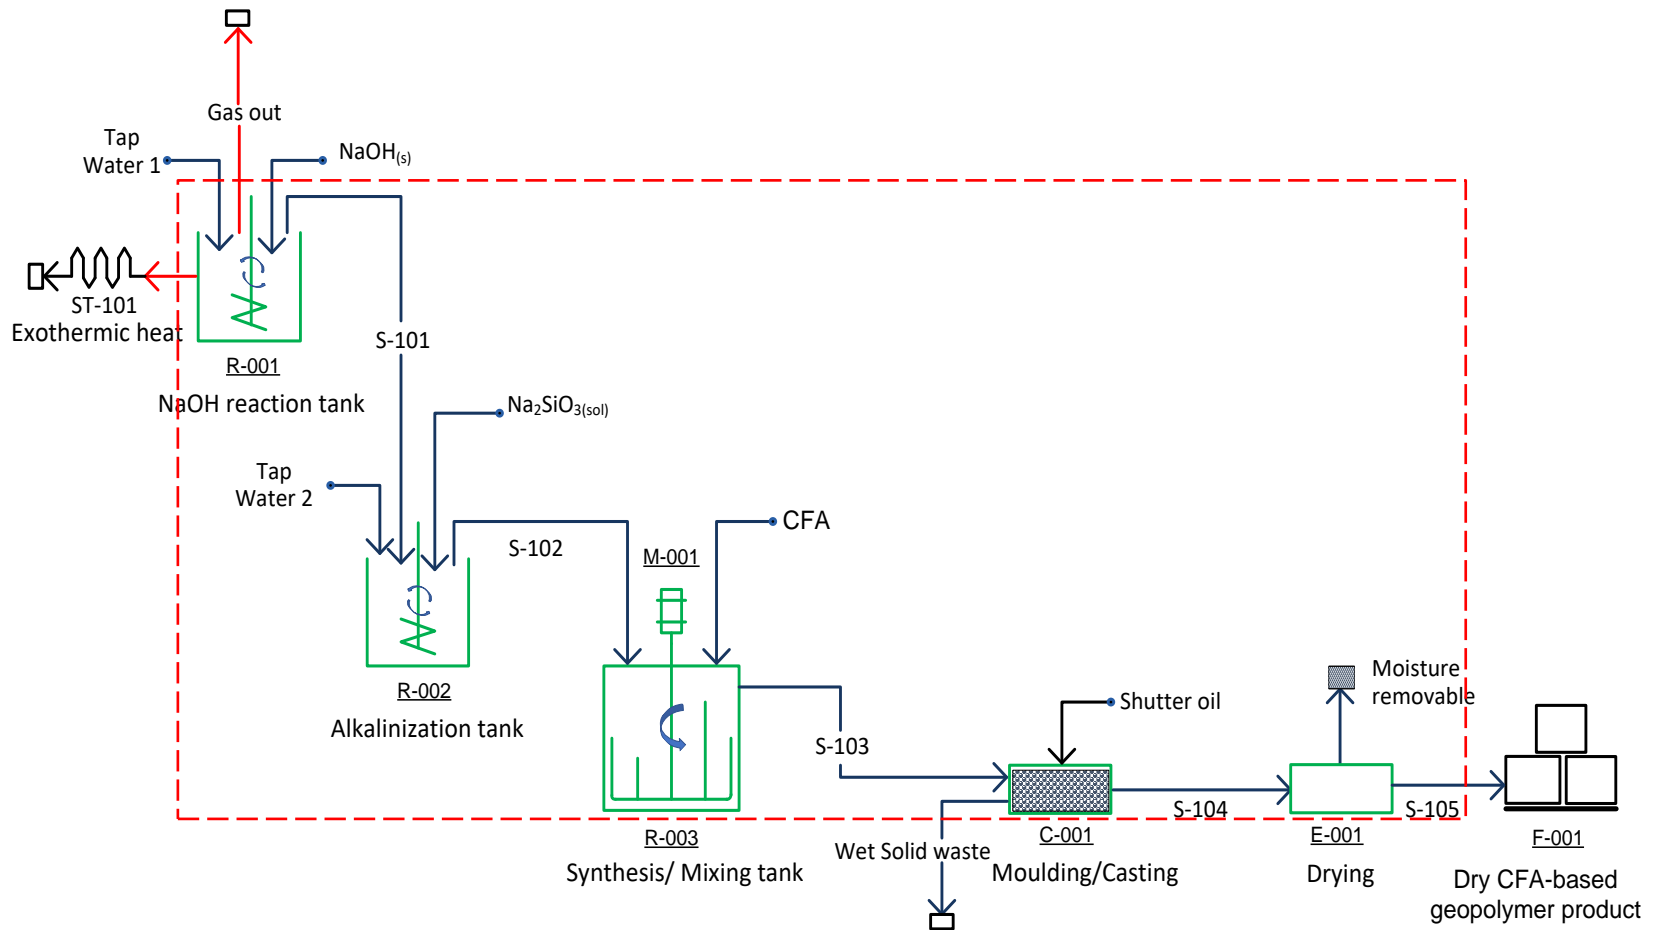 Gas out
Tap
Water 1
NaOH(s)
ST-101
Exothermic heat
S-101
R-001
NaOH reaction tank
Na₂SiO₃(sol)
Tap
Water 2
CFA
S-102
M-001
R-002
Alkalinization tank
Moisture
removable
Shutter oil
S-103
S-104
S-105
R-003
Synthesis/ Mixing tank
Wet Solid waste
C-001
Moulding/Casting
E-001
Drying
F-001
Dry CFA-based
geopolymer product